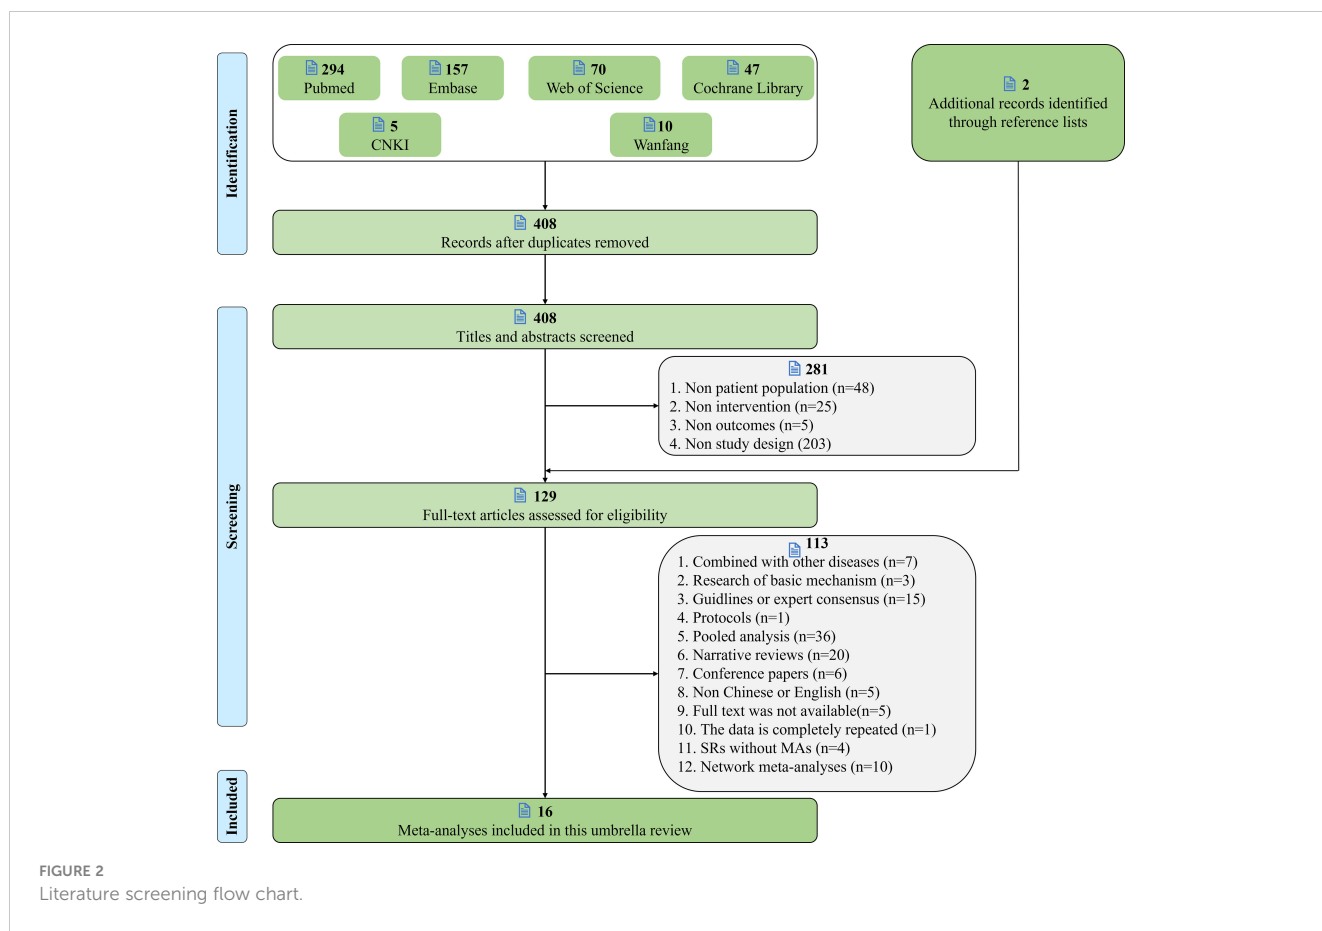 Identification
294
Pubmed
157
Embase
70
Web of Science
47
Cochrane Library
5
CNKI
10
Wanfang
2
Additional records identified
through reference lists
408
Records after duplicates removed
Screening
408
Titles and abstracts screened
281
1. Non patient population (n=48)
2. Non intervention (n=25)
3. Non outcomes (n=5)
4. Non study design (203)
129
Full-text articles assessed for eligibility
113
1. Combined with other diseases (n=7)
2. Research of basic mechanism (n=3)
3. Guidlines or expert consensus (n=15)
4. Protocols (n=1)
5. Pooled analysis (n=36)
6. Narrative reviews (n=20)
7. Conference papers (n=6)
8. Non Chinese or English (n=5)
9. Full text was not available(n=5)
10. The data is completely repeated (n=1)
11. SRs without MAs (n=4)
12. Network meta-analyses (n=10)
Included
16
Meta-analyses included in this umbrella review
FIGURE 2
Literature screening flow chart.